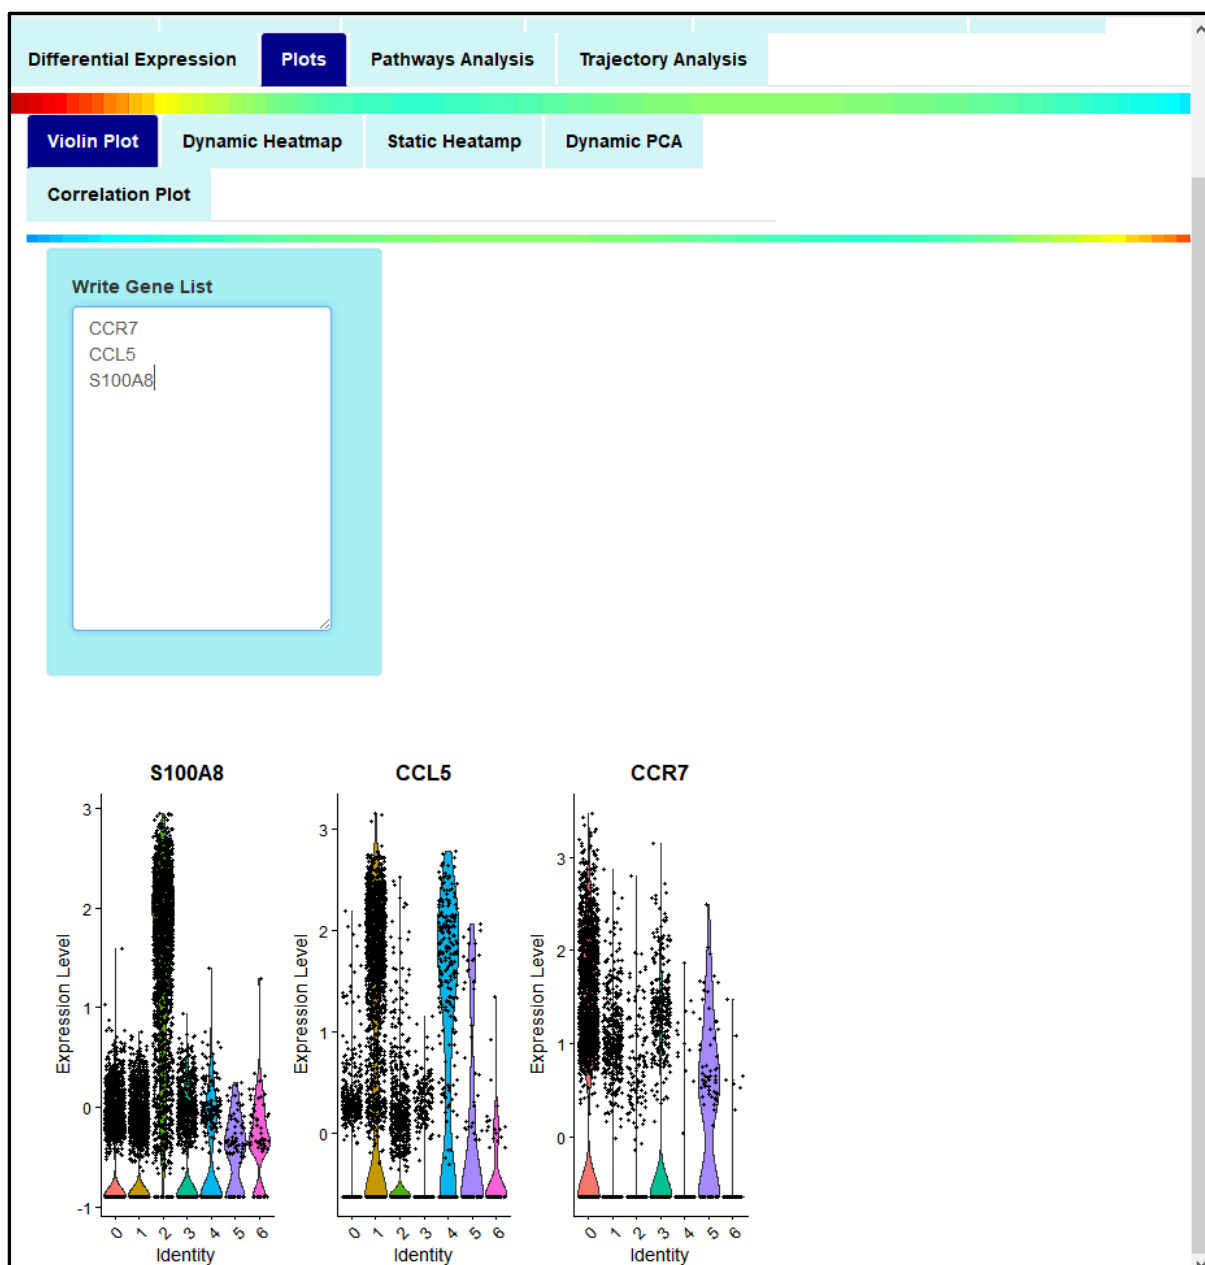 Differential Expression Plots Pathways Analysis Trajectory Analysis
Violin Plot Dynamic Heatmap Static Heatamp Dynamic PCA
Correlation Plot
Write Gene List
CCR7
CCL5
S100A8
S100A8 CCL5 CCR7
3
2
1
0
-1
Expression Level
0 1 2 3 4 5 6
Identity
3
2
1
0
Expression Level
0 1 2 3 4 5 6
Identity
3
2
1
0
Expression Level
0 1 2 3 4 5 6
Identity